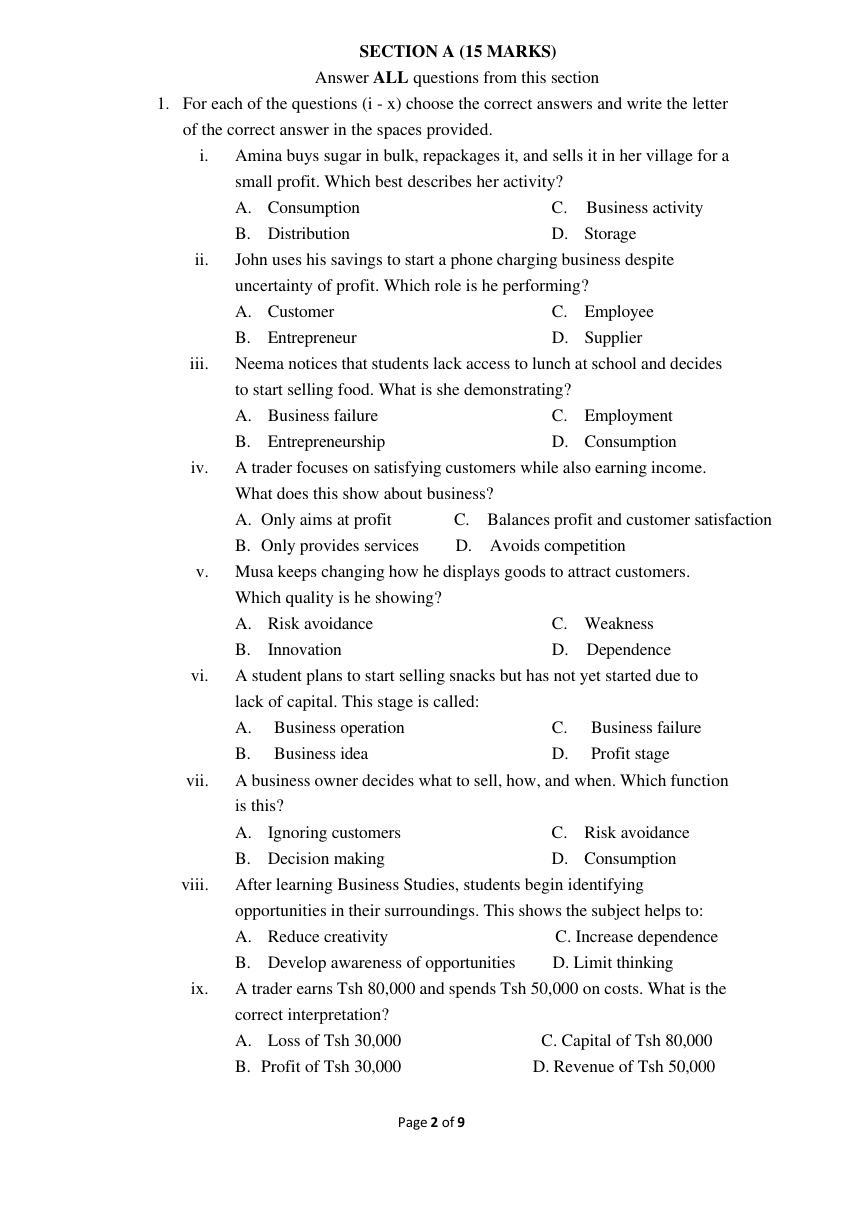 SECTION A (15 MARKS)
Answer ALL questions from this section
1. For each of the questions (i - x) choose the correct answers and write the letter
of the correct answer in the spaces provided.
i. Amina buys sugar in bulk, repackages it, and sells it in her village for a
small profit. Which best describes her activity?
A. Consumption C. Business activity
B. Distribution D. Storage
ii. John uses his savings to start a phone charging business despite
uncertainty of profit. Which role is he performing?
A. Customer C. Employee
B. Entrepreneur D. Supplier
iii. Neema notices that students lack access to lunch at school and decides
to start selling food. What is she demonstrating?
A. Business failure C. Employment
B. Entrepreneurship D. Consumption
iv. A trader focuses on satisfying customers while also earning income.
What does this show about business?
A. Only aims at profit C. Balances profit and customer satisfaction
B. Only provides services D. Avoids competition
v. Musa keeps changing how he displays goods to attract customers.
Which quality is he showing?
A. Risk avoidance C. Weakness
B. Innovation D. Dependence
vi. A student plans to start selling snacks but has not yet started due to
lack of capital. This stage is called:
A. Business operation C. Business failure
B. Business idea D. Profit stage
vii. A business owner decides what to sell, how, and when. Which function
is this?
A. Ignoring customers C. Risk avoidance
B. Decision making D. Consumption
viii. After learning Business Studies, students begin identifying
opportunities in their surroundings. This shows the subject helps to:
A. Reduce creativity C. Increase dependence
B. Develop awareness of opportunities D. Limit thinking
ix. A trader earns Tsh 80,000 and spends Tsh 50,000 on costs. What is the
correct interpretation?
A. Loss of Tsh 30,000 C. Capital of Tsh 80,000
B. Profit of Tsh 30,000 D. Revenue of Tsh 50,000
Page 2 of 9